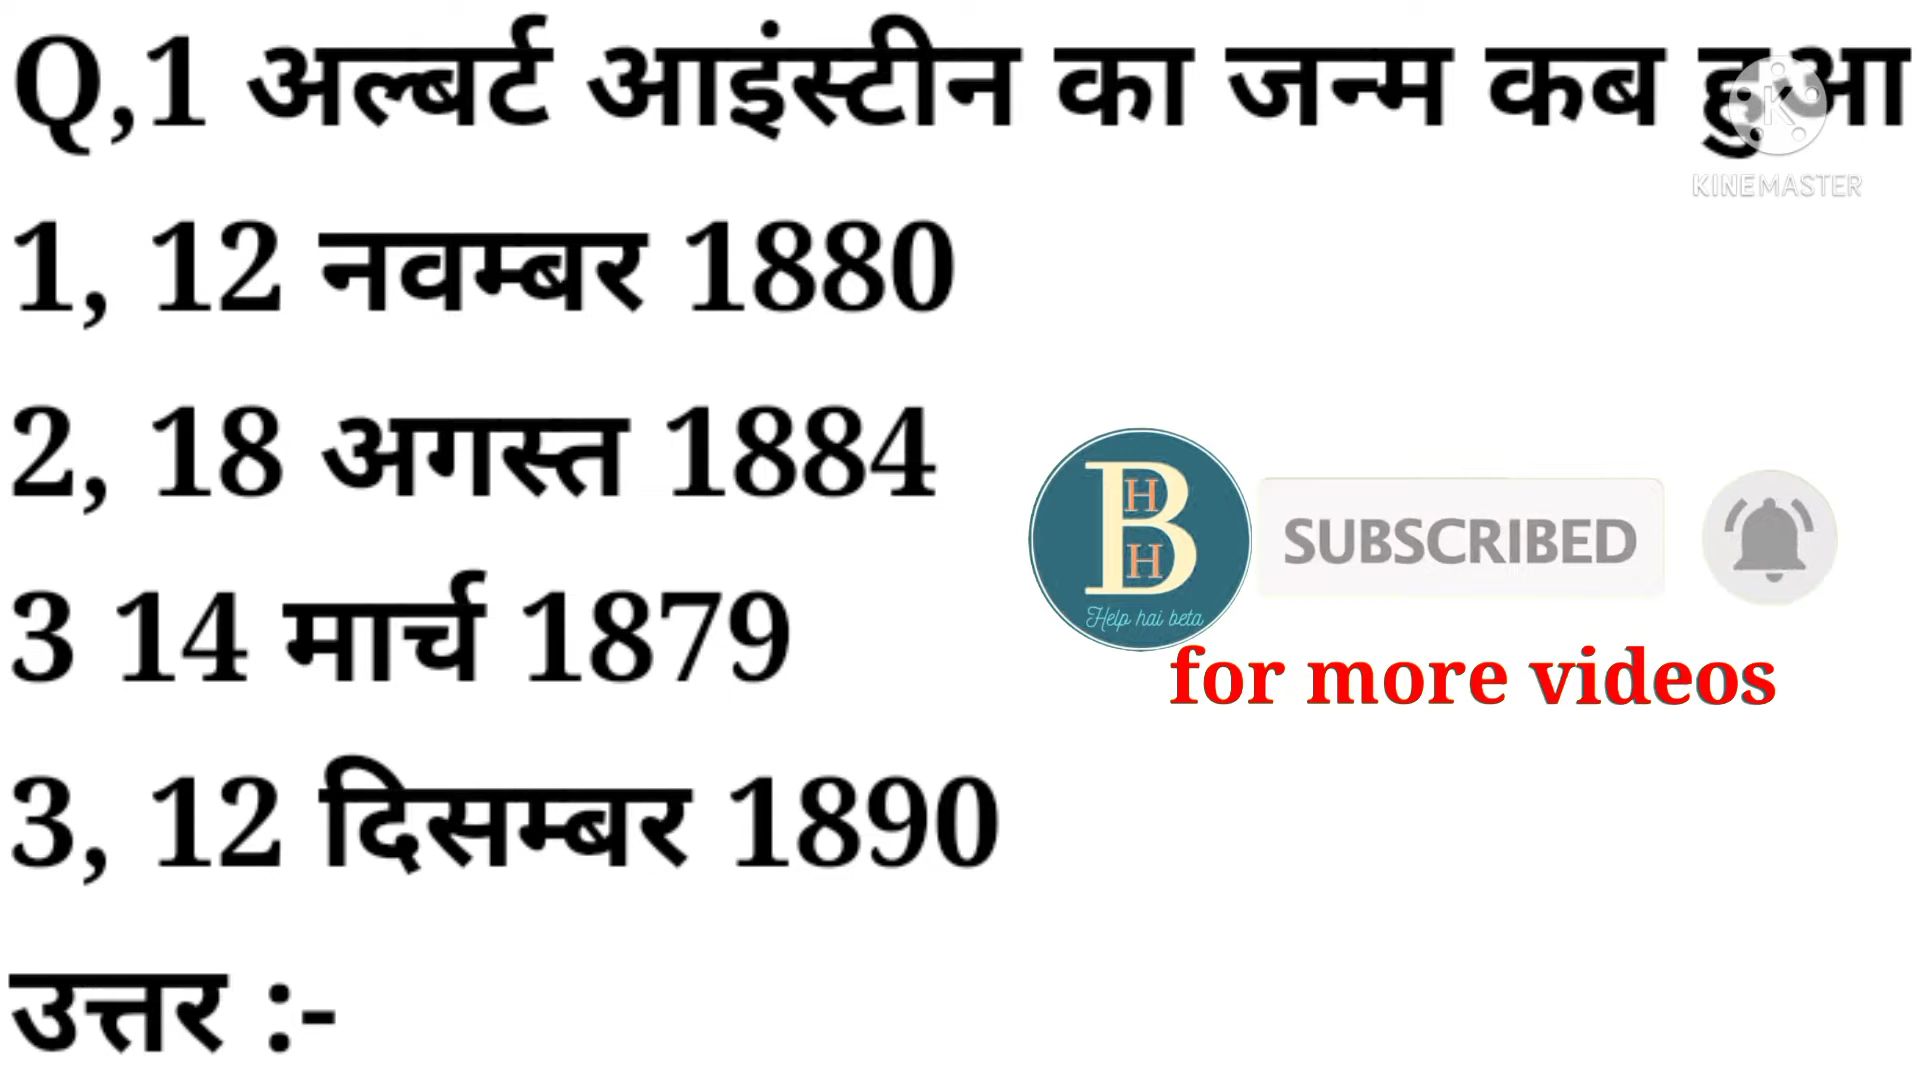 Q,1 अल्बर्ट आइंस्टीन का जन्म कब हुआ
KINEMASTER
1, 12 नवम्बर 1880
2, 18 अगस्त 1884
3 14 मार्च 1879
3, 12 दिसम्बर 1890
उत्तर :-
B H H
Help hai beta
SUBSCRIBED
for more videos